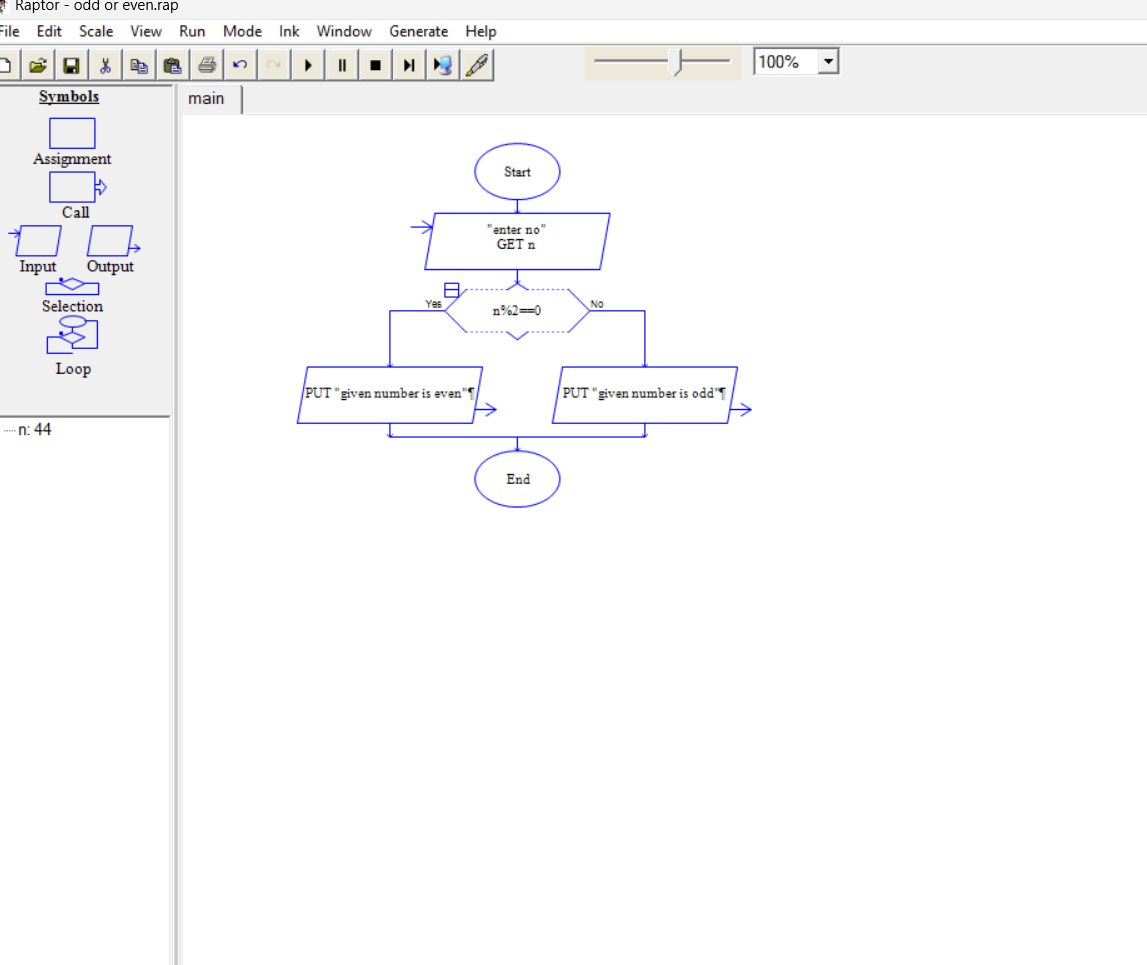 Raptor - odd or even.rap
File Edit Scale View Run Mode Ink Window Generate Help
100%
Symbols
Assignment
Call
Input Output
Selection
Loop
n: 44
main
Start
"enter no"
GET n
Yes
n%2==0
No
PUT "given number is even"¶
PUT "given number is odd"¶
End